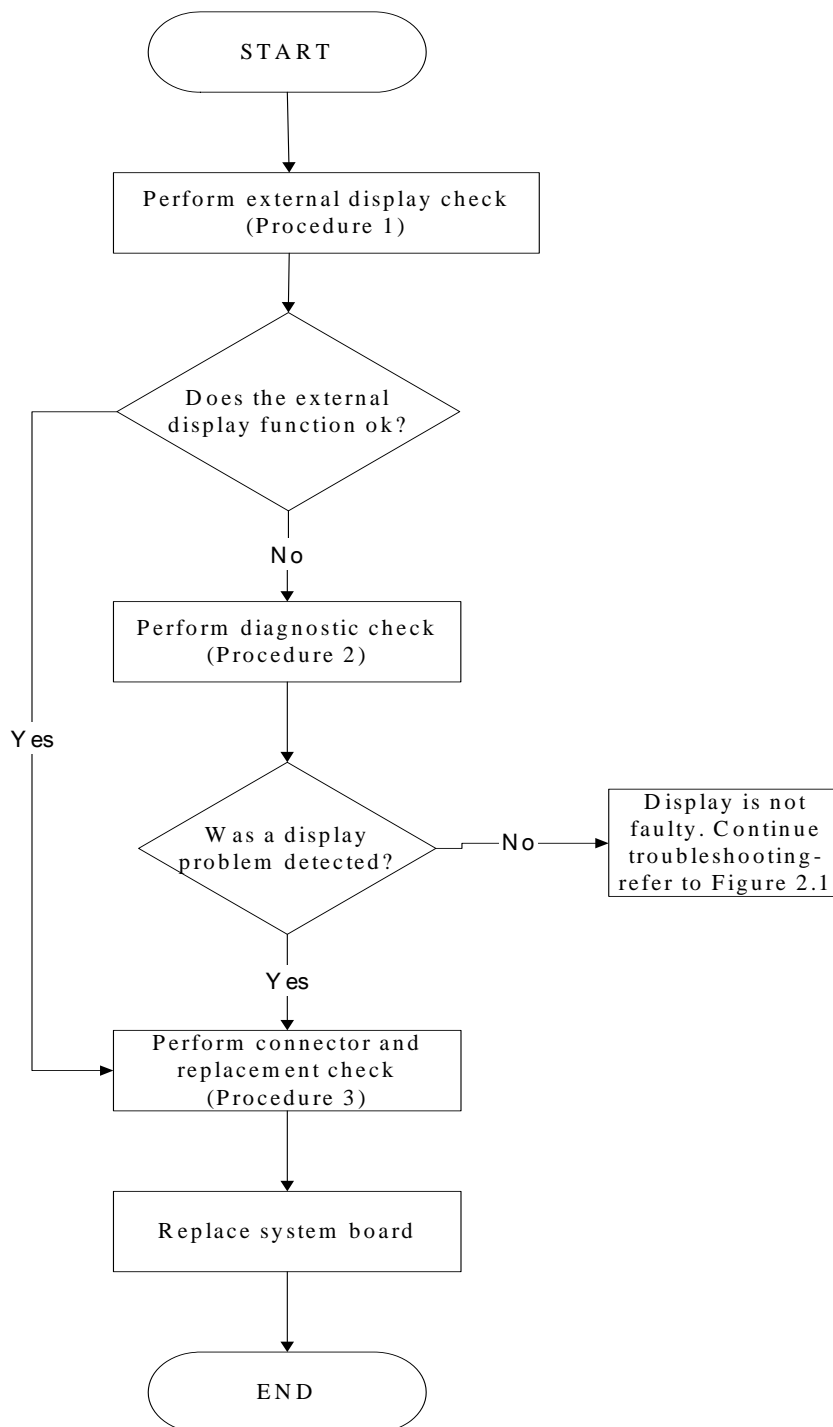 START
Perform external display check
(Procedure 1)
Does the external
display function ok?
No
Perform diagnostic check
(Procedure 2)
Yes
Was a display
problem detected?
No
Display is not
faulty. Continue
troubleshooting-
refer to Figure 2.1
Yes
Perform connector and
replacement check
(Procedure 3)
Replace system board
END